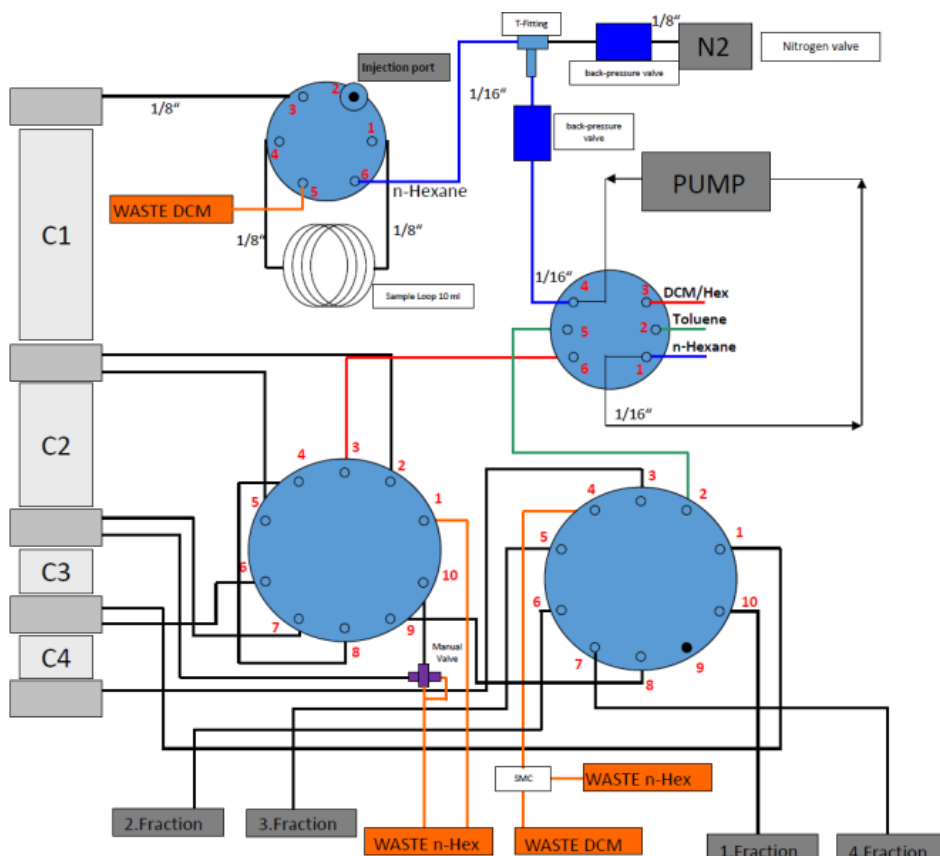 T-Fitting
1/8“
N2
Nitrogen valve
back-pressure valve
Injection port
2
3
1
4
5
6
1/8“
1/16“
n-Hexane
back-pressure
valve
PUMP
WASTE DCM
1/8“
1/8“
Sample Loop 10 ml
C1
1/16“
4
3
DCM/Hex
5
2
Toluene
6
1
n-Hexane
1/16“
C2
C3
C4
3
4
2
5
1
6
10
7
9
8
Manual
Valve
3
4
2
5
1
6
10
7
9
8
SMC
WASTE n-Hex
2.Fraction
3.Fraction
WASTE n-Hex
WASTE DCM
1.Fraction
4.Fraction